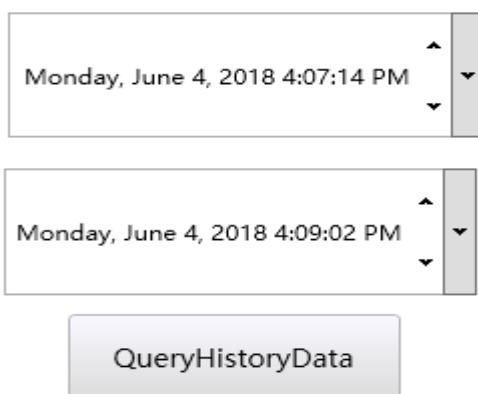 Monday, June 4, 2018 4:07:14 PM
Monday, June 4, 2018 4:09:02 PM
QueryHistoryData